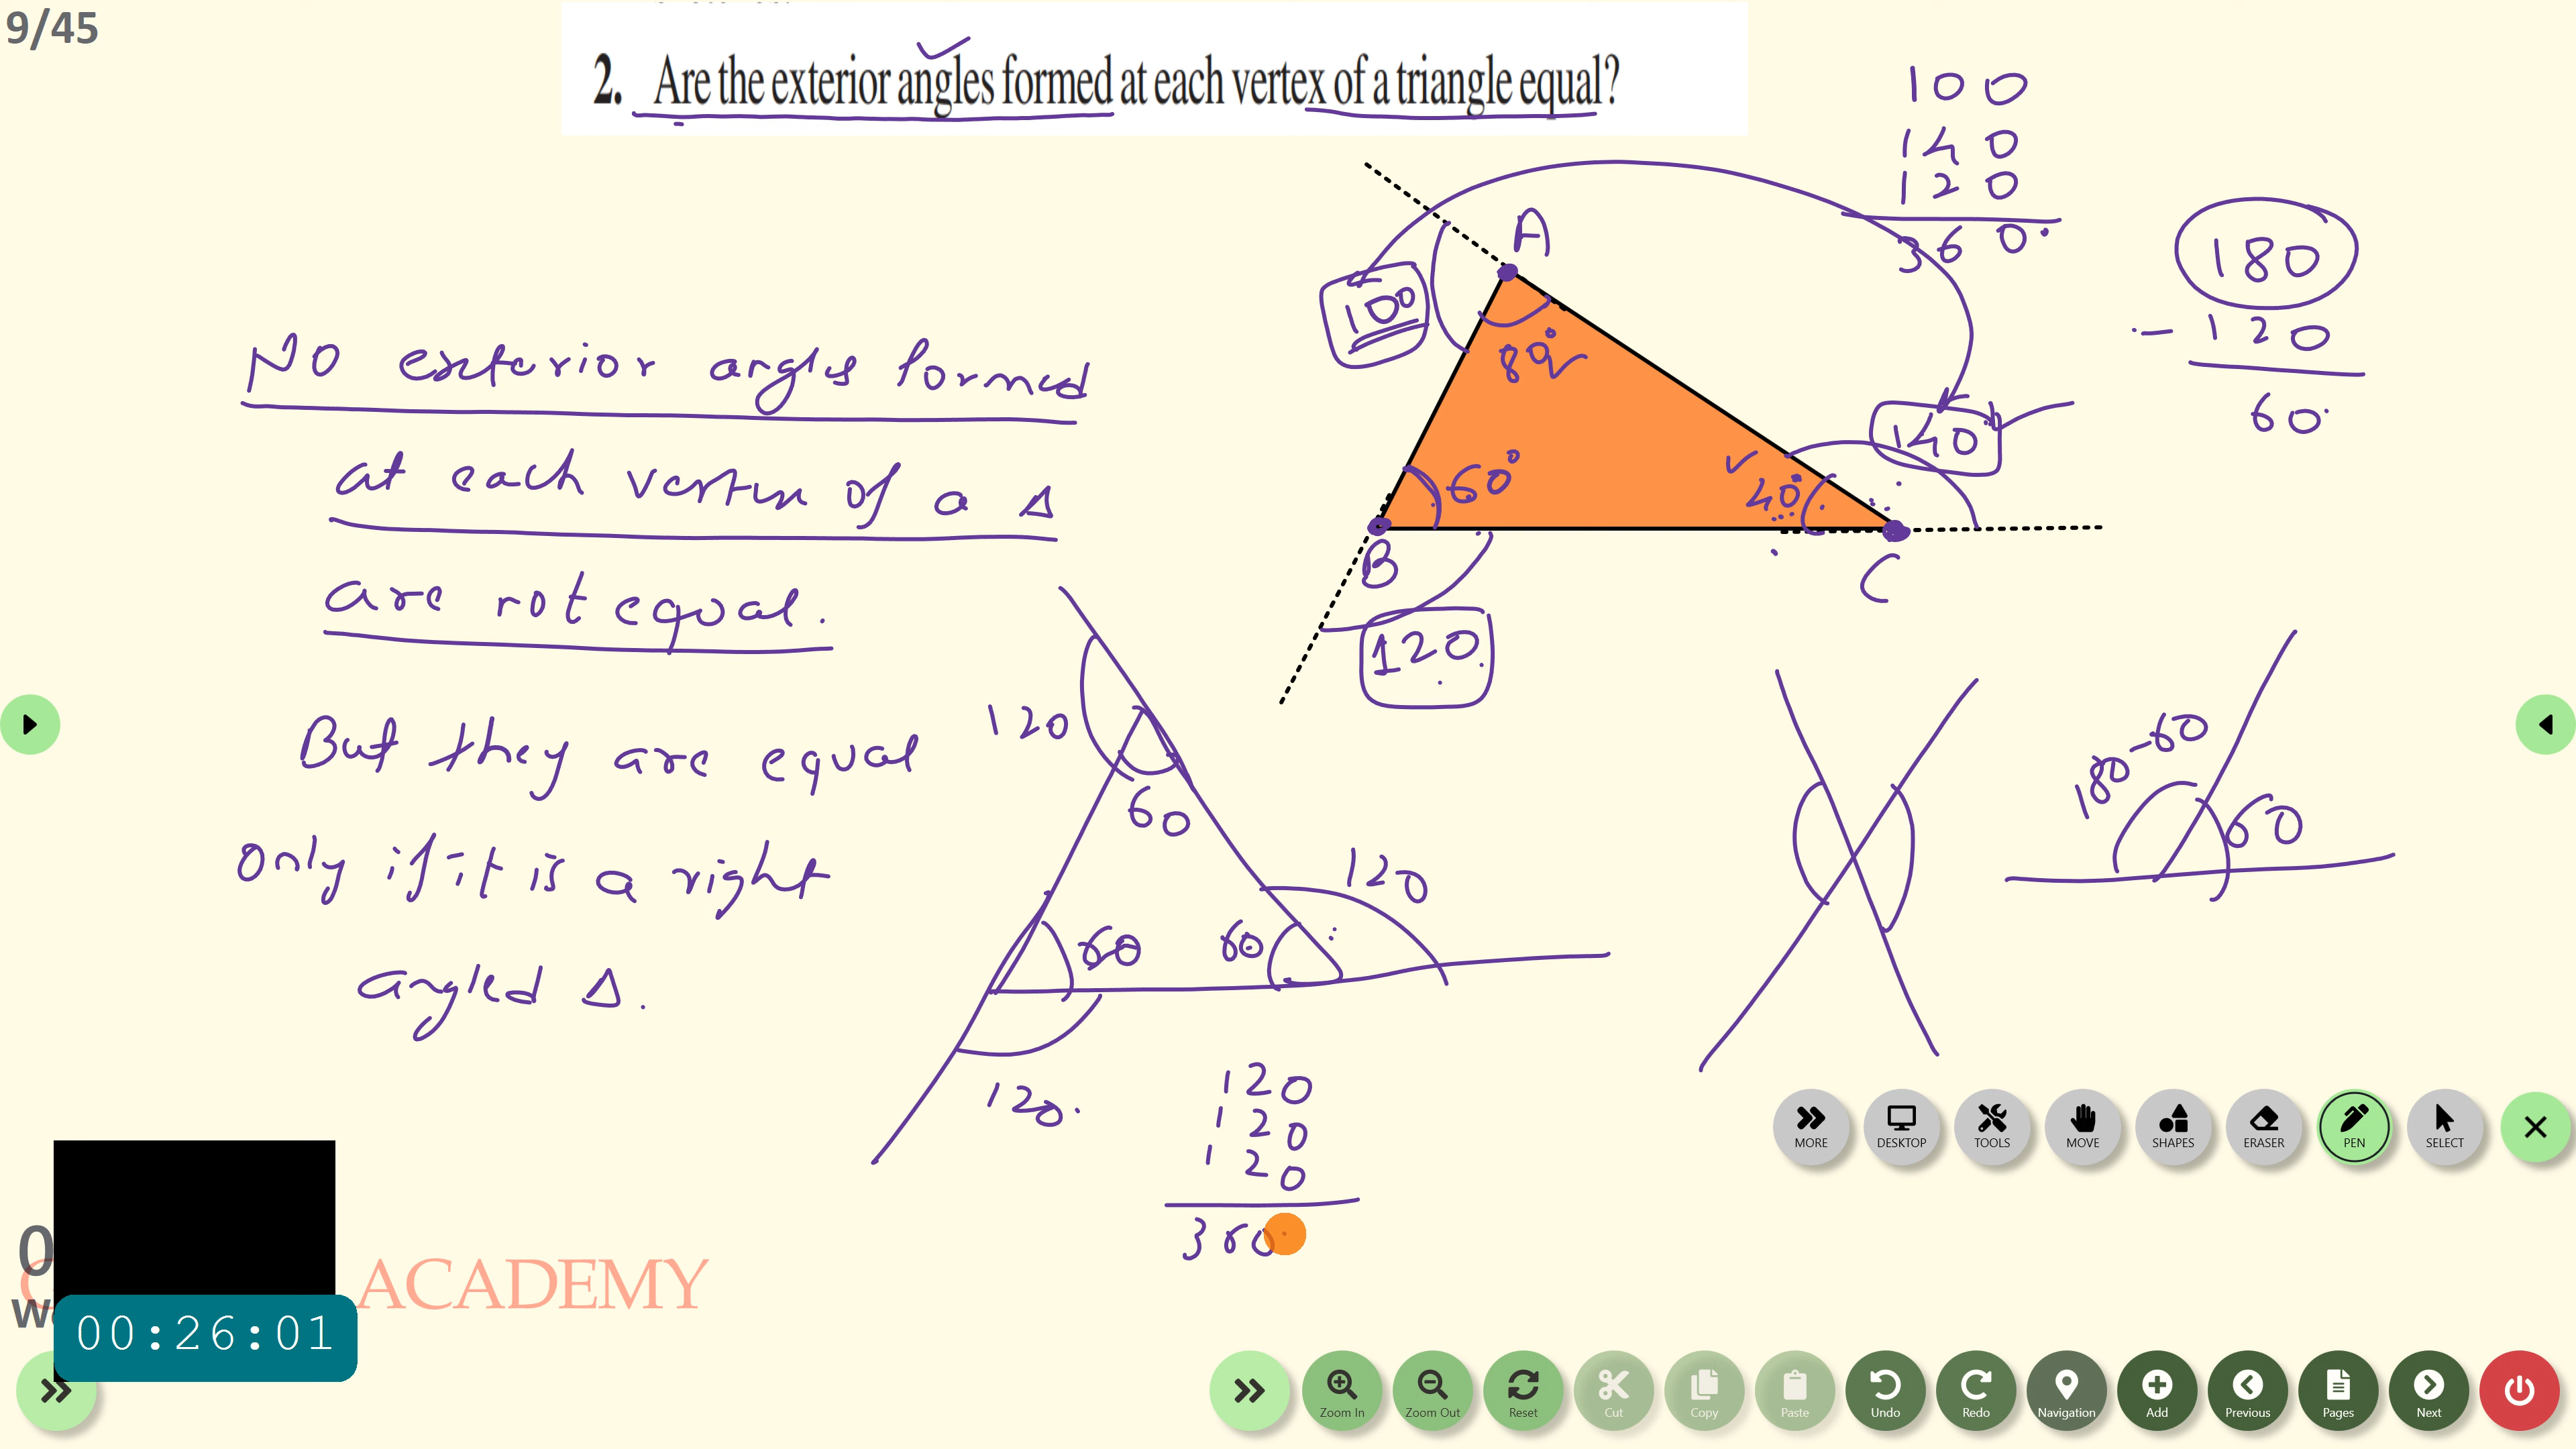 9/45
2. Are the exterior angles formed at each vertex of a triangle equal?
100
140
120
360
180
- 120
60
A
100
80°
140°
60°
40°
B
C
120
No exterior angles formed
at each vertex of a Δ
are not equal.
But they are equal
only if it is a right
angled Δ.
120
60
120
60
60
120
120
120
120
360
180-60
60
MORE
DESKTOP
TOOLS
MOVE
SHAPES
ERASER
PEN
SELECT
ACADEMY
00:26:01
Zoom In
Zoom Out
Reset
Cut
Copy
Paste
Undo
Redo
Navigation
Add
Previous
Pages
Next